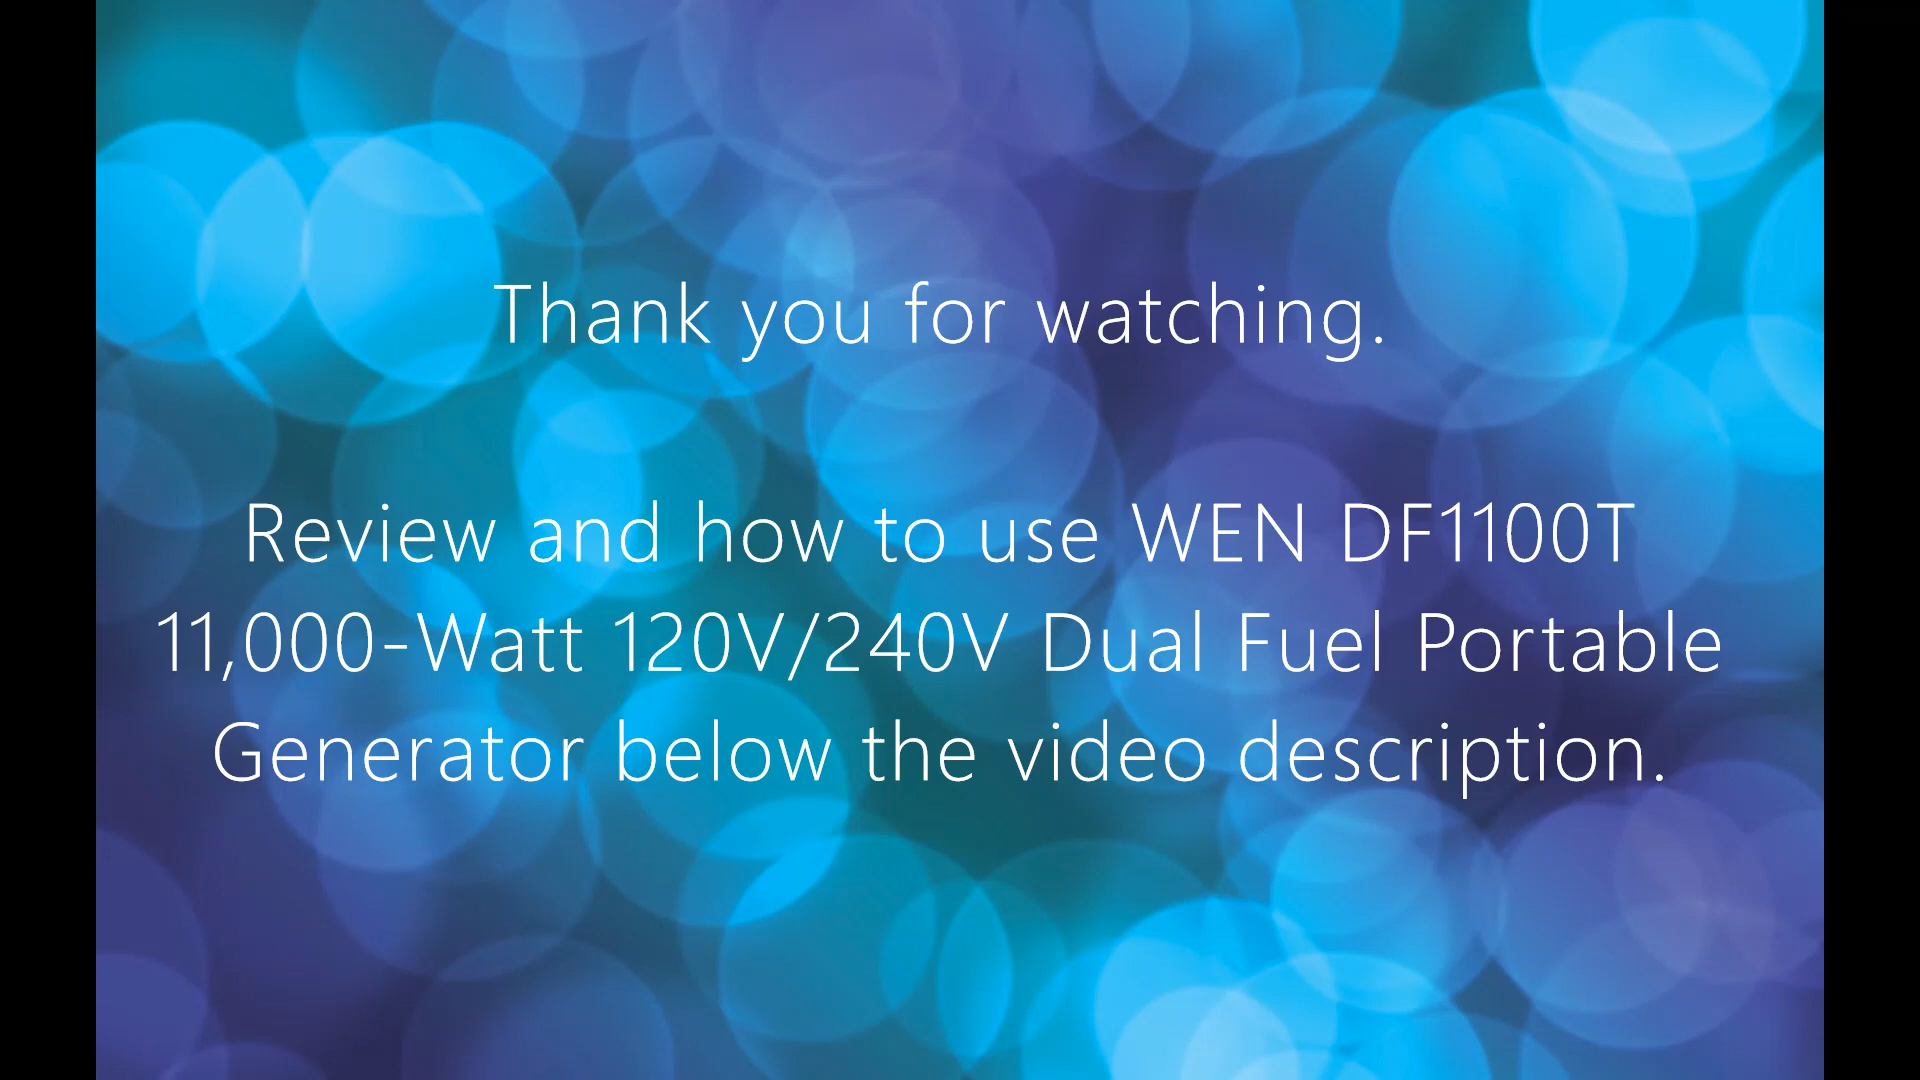 Thank you for watching.
Review and how to use WEN DF1100T
11,000-Watt 120V/240V Dual Fuel Portable
Generator below the video description.